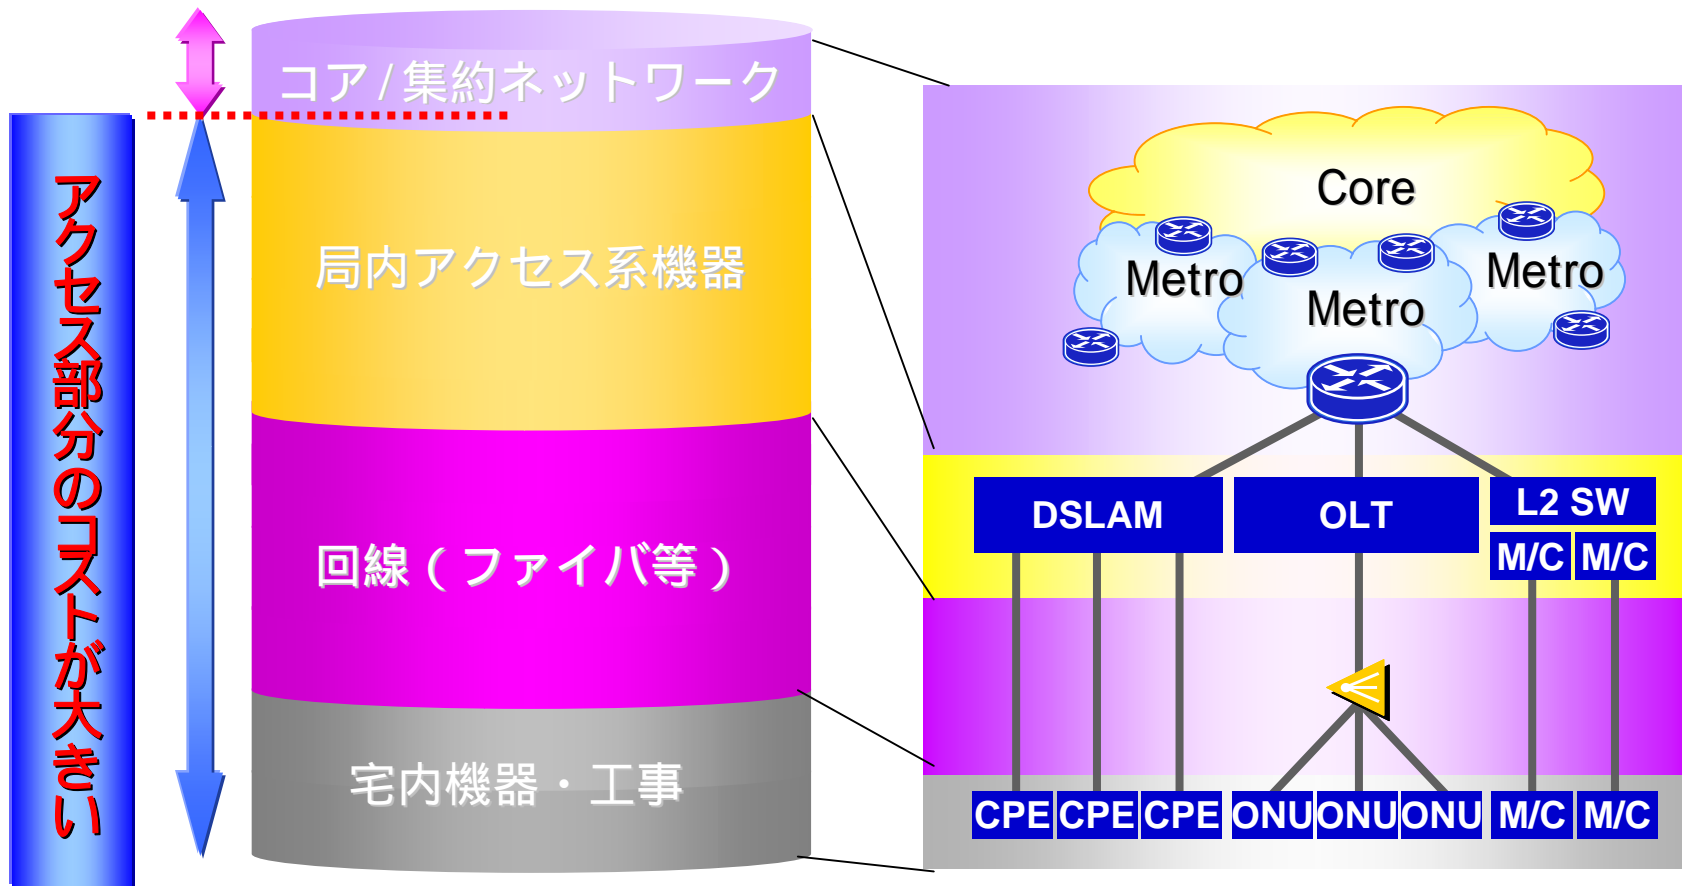 アクセス部分のコストが大きい
コア/集約ネットワーク
局内アクセス系機器
回線（ファイバ等）
宅内機器・工事
Core
Metro
Metro
Metro
DSLAM
OLT
L2 SW
M/C M/C
CPE CPE CPE ONU ONU ONU M/C M/C